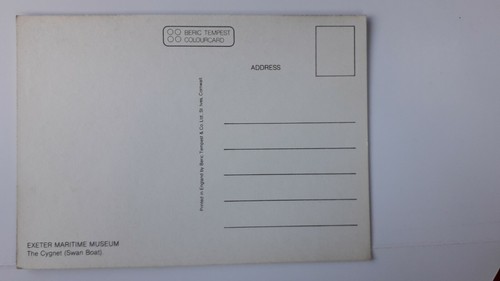 BERIC TEMPEST
COLOURCARD
ADDRESS
Printed in England by Beric Tempest & Co. Ltd. St. Ives, Cornwall
EXETER MARITIME MUSEUM
The Cygnet (Swan Boat).